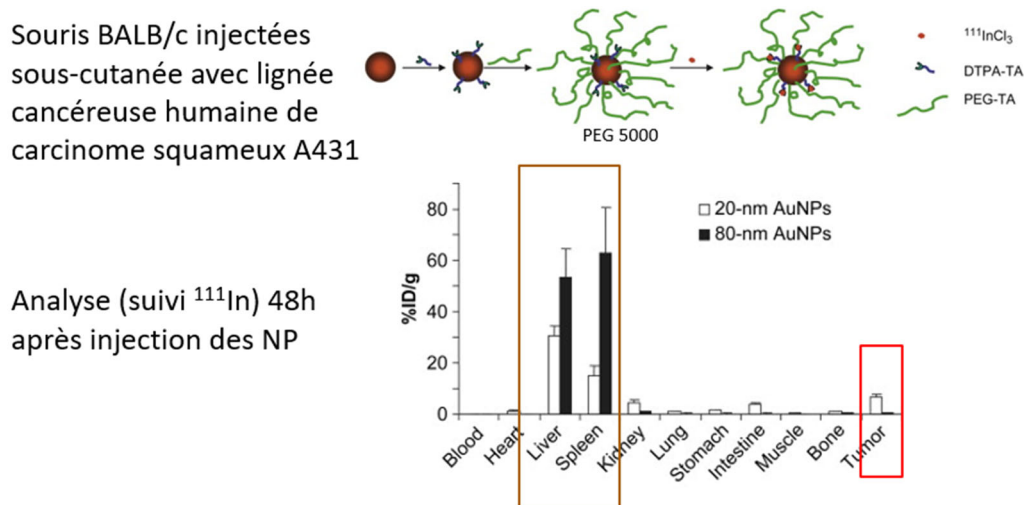 Souris BALB/c injectées
sous-cutanée avec lignée
cancéreuse humaine de
carcinome squameux A431
PEG 5000
¹¹¹InCl₃
DTPA-TA
PEG-TA
Analyse (suivi ¹¹¹In) 48h
après injection des NP
%ID/g
80
60
40
20
0
20-nm AuNPs
80-nm AuNPs
Blood
Heart
Liver
Spleen
Kidney
Lung
Stomach
Intestine
Muscle
Bone
Tumor